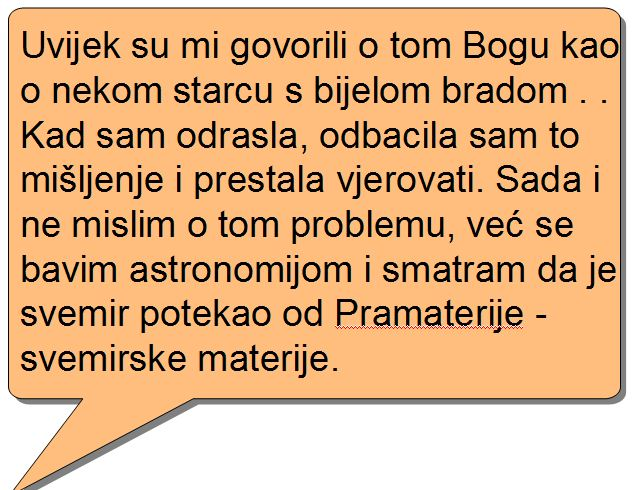 Uvijek su mi govorili o tom Bogu kao
o nekom starcu s bijelom bradom . .
Kad sam odrasla, odbacila sam to
mišljenje i prestala vjerovati. Sada i
ne mislim o tom problemu, već se
bavim astronomijom i smatram da je
svemir potekao od Pramaterije -
svemirske materije.